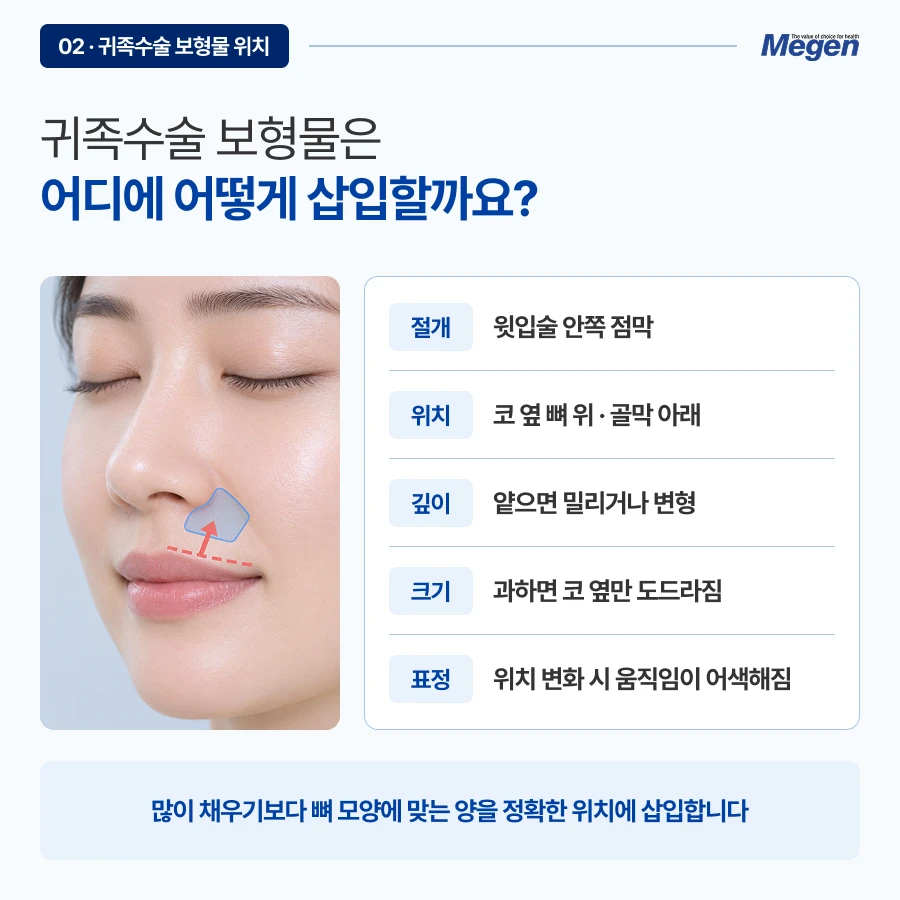 02 · 귀족수술 보형물 위치
The value of choice for health
Megen
귀족수술 보형물은
어디에 어떻게 삽입할까요?
절개 윗입술 안쪽 점막
위치 코 옆 뼈 위 · 골막 아래
깊이 얕으면 밀리거나 변형
크기 과하면 코 옆만 도드라짐
표정 위치 변화 시 움직임이 어색해짐
많이 채우기보다 뼈 모양에 맞는 양을 정확한 위치에 삽입합니다